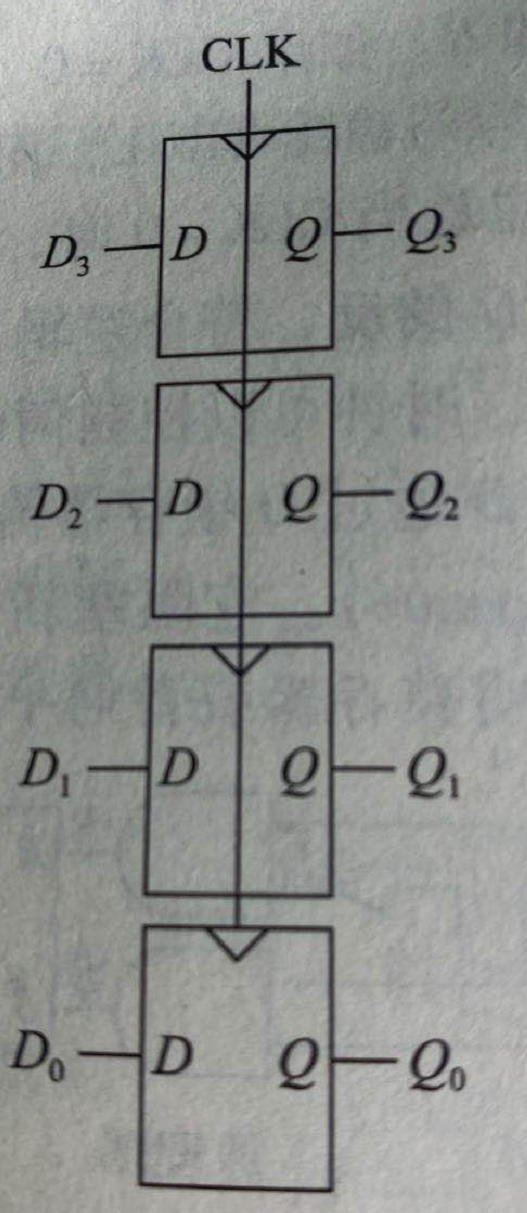 CLK
D₃ D Q Q₃
D₂ D Q Q₂
D₁ D Q Q₁
D₀ D Q Q₀